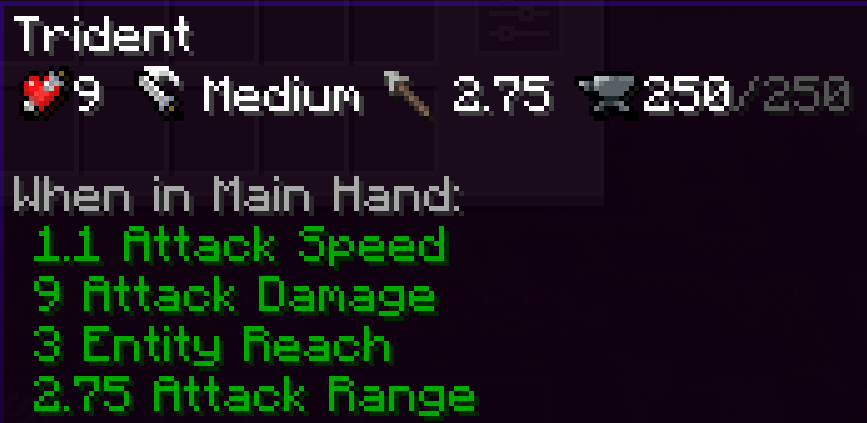 Trident
9 Medium 2.75 250/250
When in Main Hand:
1.1 Attack Speed
9 Attack Damage
3 Entity Reach
2.75 Attack Range